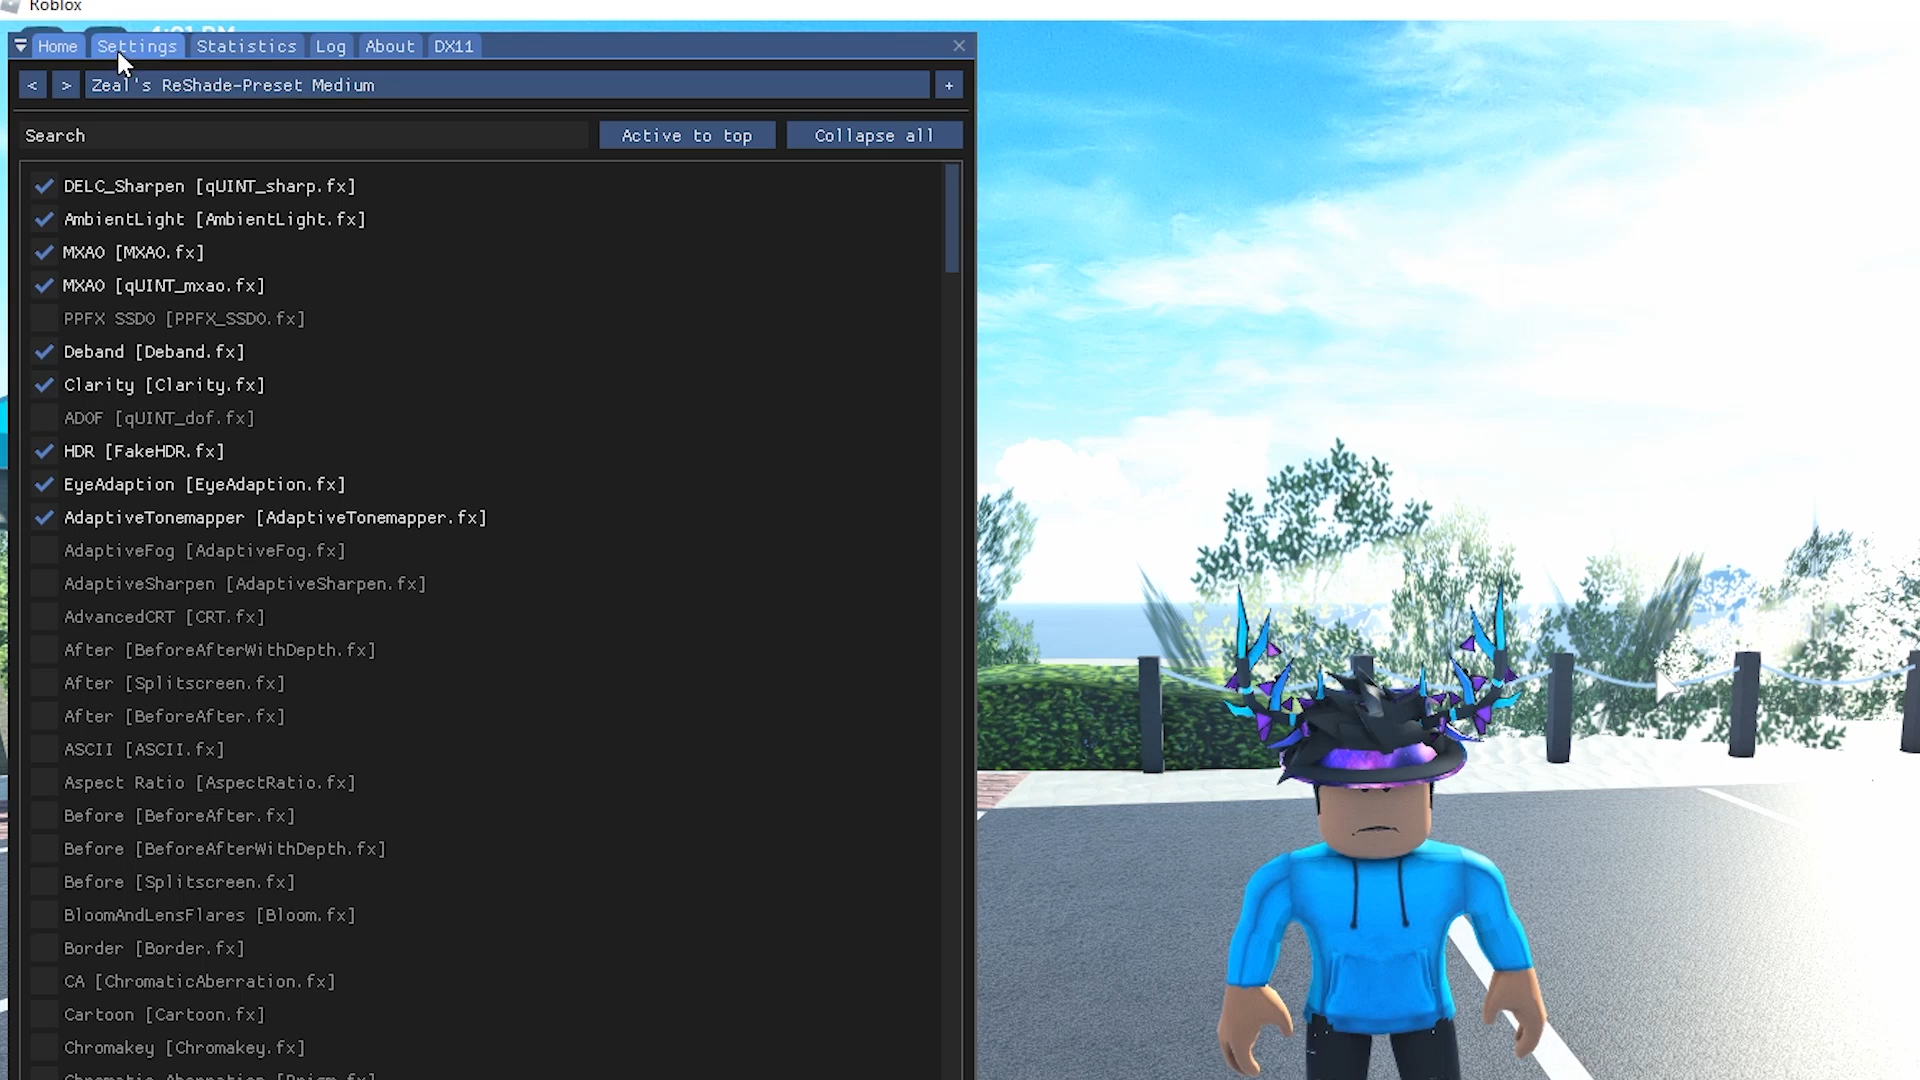 Roblox
Home Settings Statistics Log About DX11
< > Zeal's ReShade-Preset Medium +
Search Active to top Collapse all
DELC_Sharpen [qUINT_sharp.fx]
AmbientLight [AmbientLight.fx]
MXAO [MXAO.fx]
MXAO [qUINT_mxao.fx]
PPFX SSDO [PPFX_SSDO.fx]
Deband [Deband.fx]
Clarity [Clarity.fx]
ADOF [qUINT_dof.fx]
HDR [FakeHDR.fx]
EyeAdaption [EyeAdaption.fx]
AdaptiveTonemapper [AdaptiveTonemapper.fx]
AdaptiveFog [AdaptiveFog.fx]
AdaptiveSharpen [AdaptiveSharpen.fx]
AdvancedCRT [CRT.fx]
After [BeforeAfterWithDepth.fx]
After [Splitscreen.fx]
After [BeforeAfter.fx]
ASCII [ASCII.fx]
Aspect Ratio [AspectRatio.fx]
Before [BeforeAfter.fx]
Before [BeforeAfterWithDepth.fx]
Before [Splitscreen.fx]
BloomAndLensFlares [Bloom.fx]
Border [Border.fx]
CA [ChromaticAberration.fx]
Cartoon [Cartoon.fx]
Chromakey [Chromakey.fx]
Chromatic Aberration [Prism.fx]